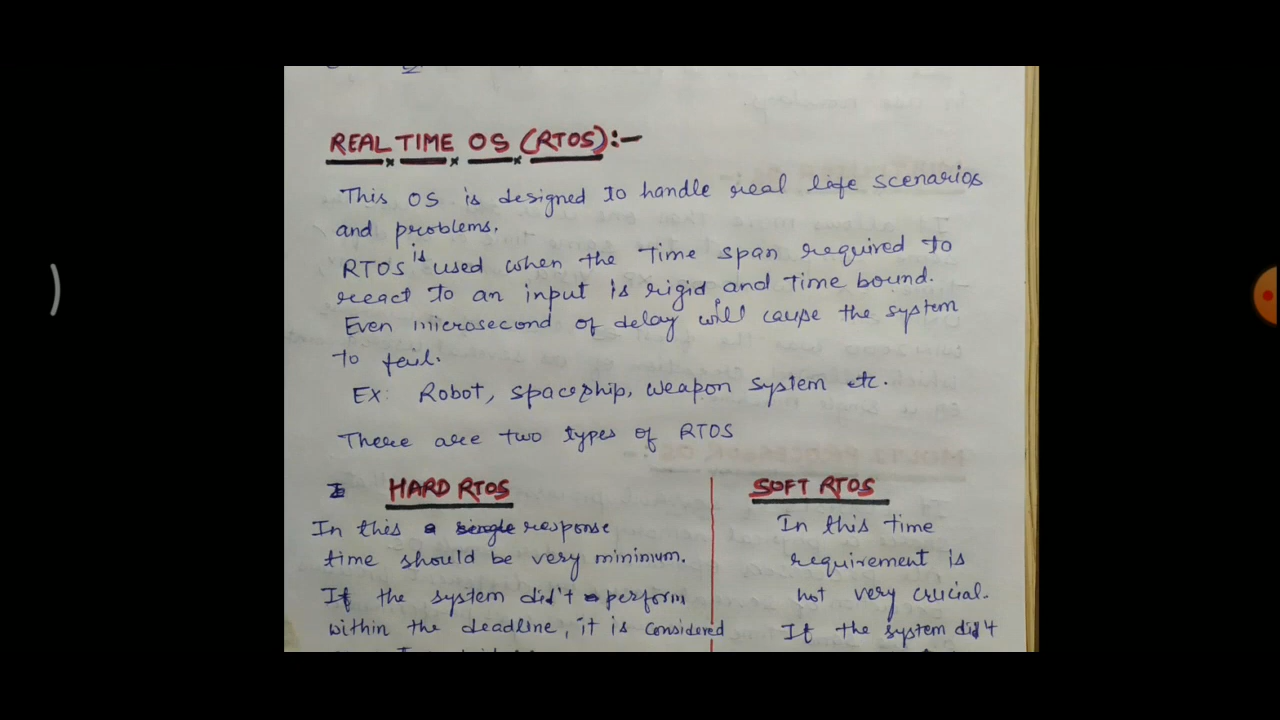 REAL TIME OS (RTOS):-
This OS is designed to handle real life scenarios
and problems.
RTOS is used when the time span required to
react to an input is rigid and time bound.
Even microsecond of delay will cause the system
to fail.
Ex: Robot, spaceship, weapon system etc.
There are two types of RTOS
HARD RTOS
In this response
time should be very minimum.
If the system did't perform
within the deadline, it is considered
SOFT RTOS
In this time
requirement is
not very crucial.
If the system did't